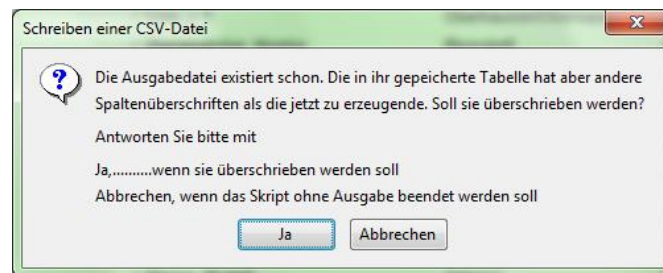 Schreiben einer CSV-Datei
Die Ausgabedatei existiert schon. Die in ihr gepeicherte Tabelle hat aber andere
Spaltenüberschriften als die jetzt zu erzeugende. Soll sie überschrieben werden?
Antworten Sie bitte mit
Ja,..........wenn sie überschrieben werden soll
Abbrechen, wenn das Skript ohne Ausgabe beendet werden soll
Ja
Abbrechen